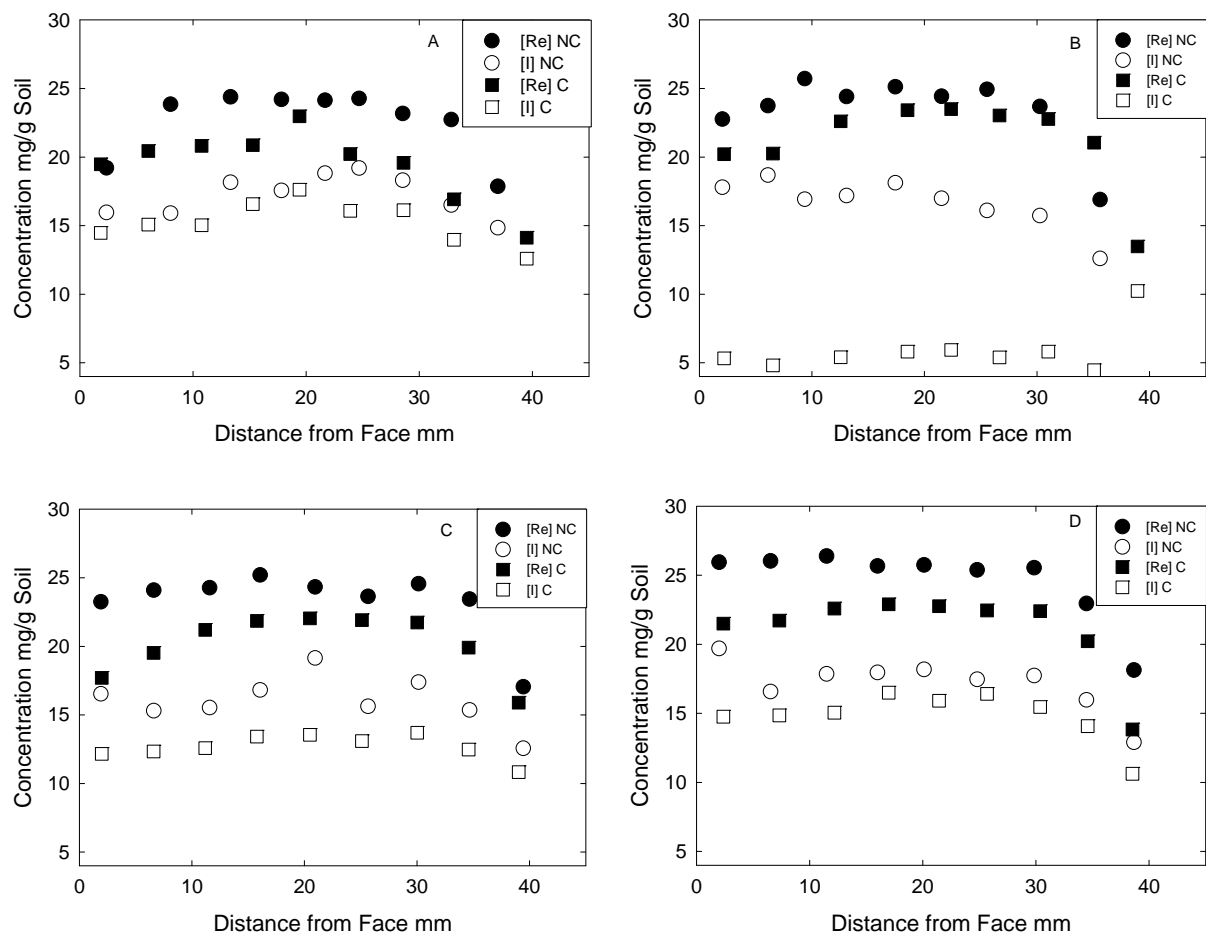 30
25
20
15
10
5
Concentration mg/g Soil
A
[Re] NC
[I] NC
[Re] C
[I] C
0 10 20 30 40
Distance from Face mm
30
25
20
15
10
5
Concentration mg/g Soil
B
[Re] NC
[I] NC
[Re] C
[I] C
0 10 20 30 40
Distance from Face mm
30
25
20
15
10
5
Concentration mg/g Soil
C
[Re] NC
[I] NC
[Re] C
[I] C
0 10 20 30 40
Distance from Face mm
30
25
20
15
10
5
Concentration mg/g Soil
D
[Re] NC
[I] NC
[Re] C
[I] C
0 10 20 30 40
Distance from Face mm